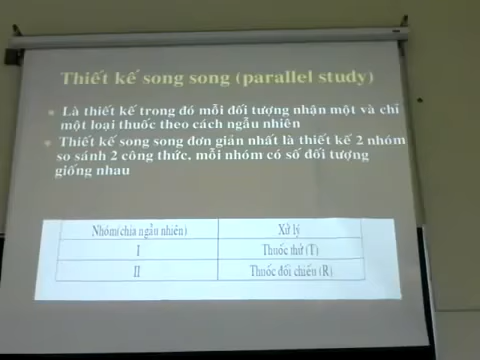 Thiết kế song song (parallel study)
Là thiết kế trong đó mỗi đối tượng nhận một và chỉ
một loại thuốc theo cách ngẫu nhiên
Thiết kế song song đơn giản nhất là thiết kế 2 nhóm
so sánh 2 công thức. mỗi nhóm có số đối tượng
giống nhau
Nhóm(chia ngẫu nhiên) Xử lý
I Thuốc thử (T)
II Thuốc đối chiếu (R)